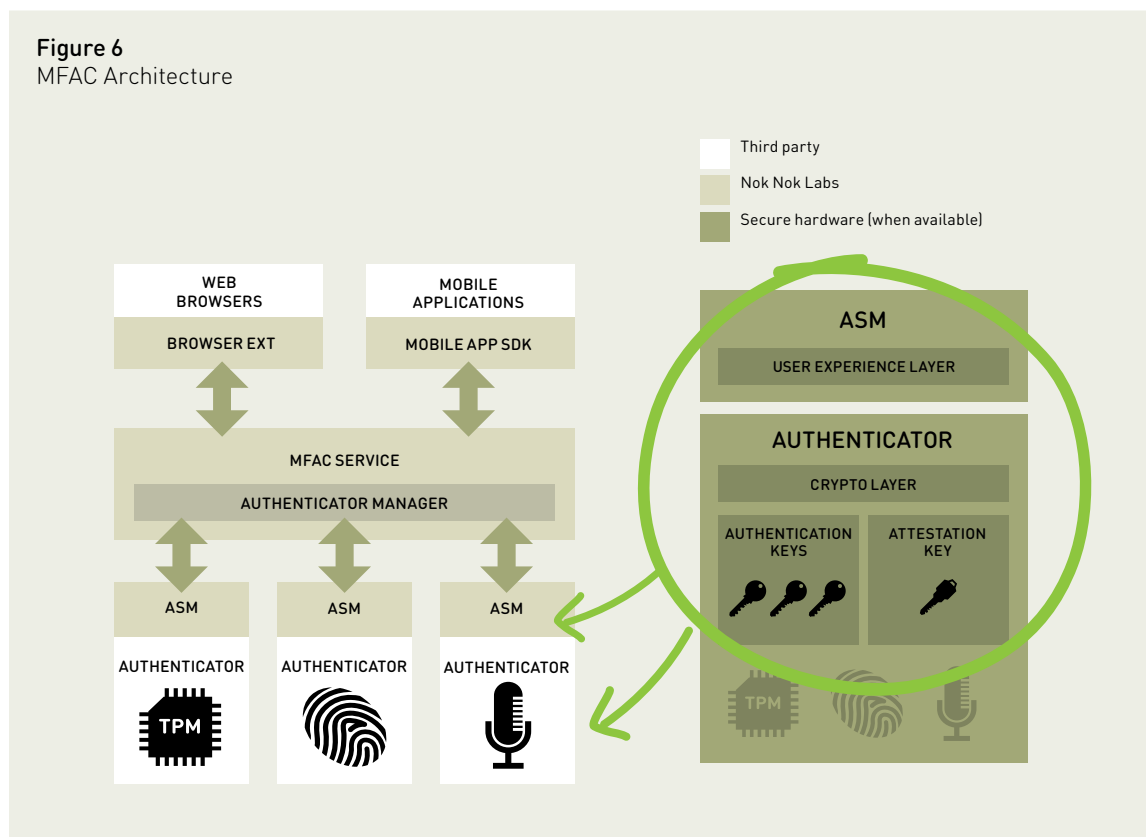 Figure 6
MFAC Architecture
Third party
Nok Nok Labs
Secure hardware (when available)
WEB
BROWSERS
BROWSER EXT
MOBILE
APPLICATIONS
MOBILE APP SDK
MFAC SERVICE
AUTHENTICATOR MANAGER
ASM
ASM
ASM
AUTHENTICATOR
AUTHENTICATOR
AUTHENTICATOR
TPM
ASM
USER EXPERIENCE LAYER
AUTHENTICATOR
CRYPTO LAYER
AUTHENTICATION
KEYS
ATTESTATION
KEY
TPM